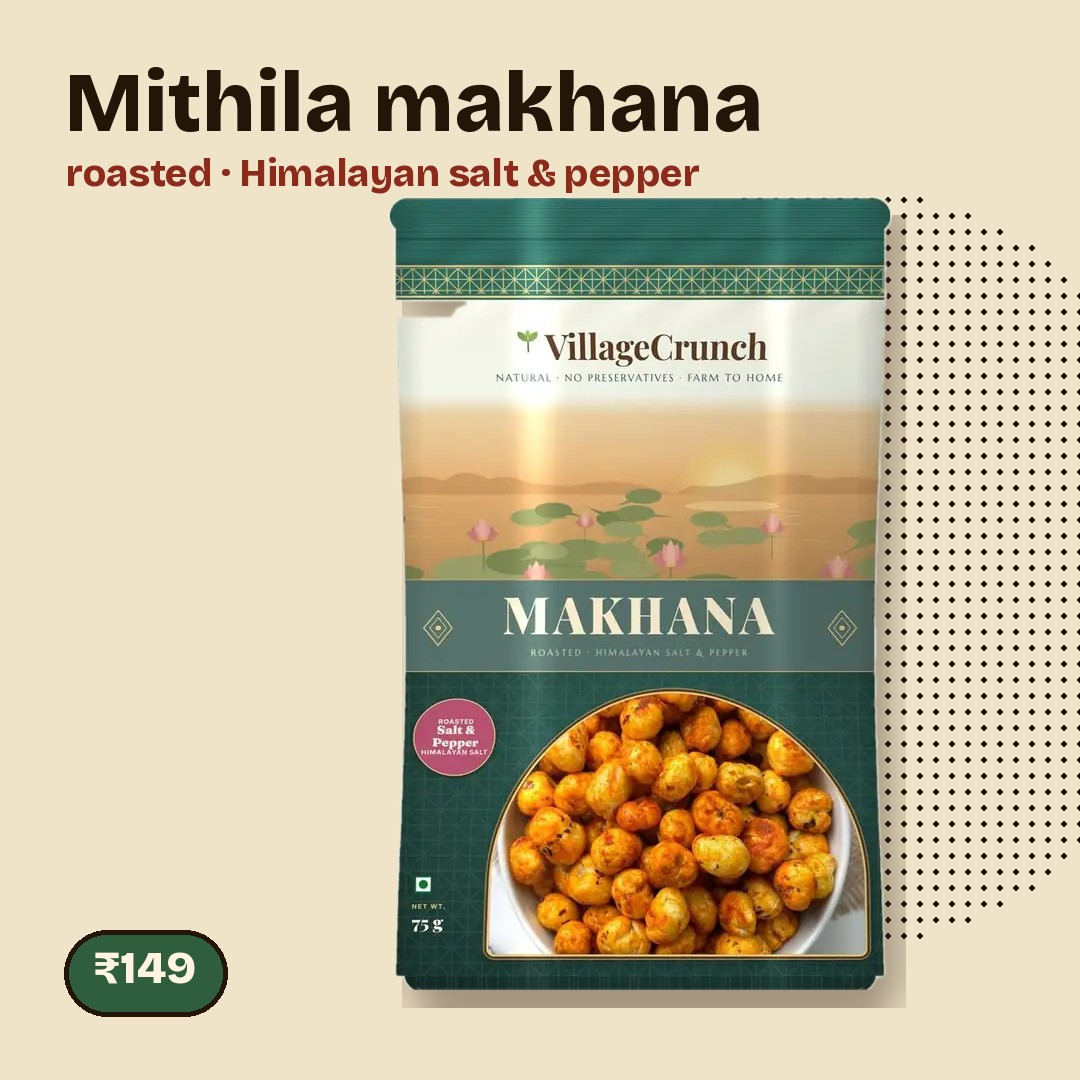 Mithila makhana
roasted · Himalayan salt & pepper
VillageCrunch
NATURAL · NO PRESERVATIVES · FARM TO HOME
MAKHANA
ROASTED · HIMALAYAN SALT & PEPPER
ROASTED
Salt &
Pepper
HIMALAYAN SALT
NET WT.
75 g
₹149